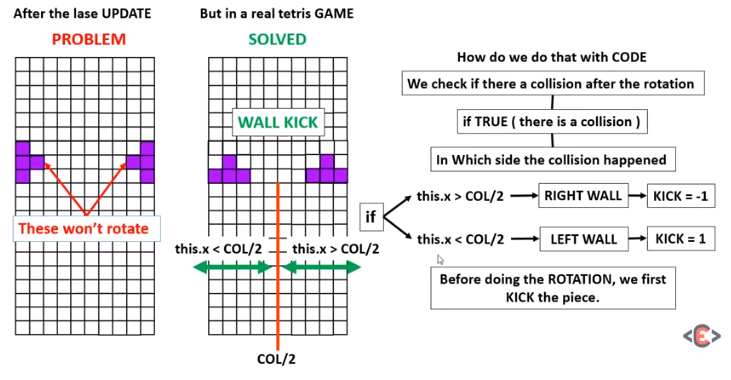 After the lase UPDATE
PROBLEM
These won't rotate
But in a real tetris GAME
SOLVED
WALL KICK
this.x < COL/2
this.x > COL/2
COL/2
How do we do that with CODE
We check if there a collision after the rotation
if TRUE ( there is a collision )
In Which side the collision happened
if
this.x > COL/2
RIGHT WALL
KICK = -1
this.x < COL/2
LEFT WALL
KICK = 1
Before doing the ROTATION, we first
KICK the piece.
<E>